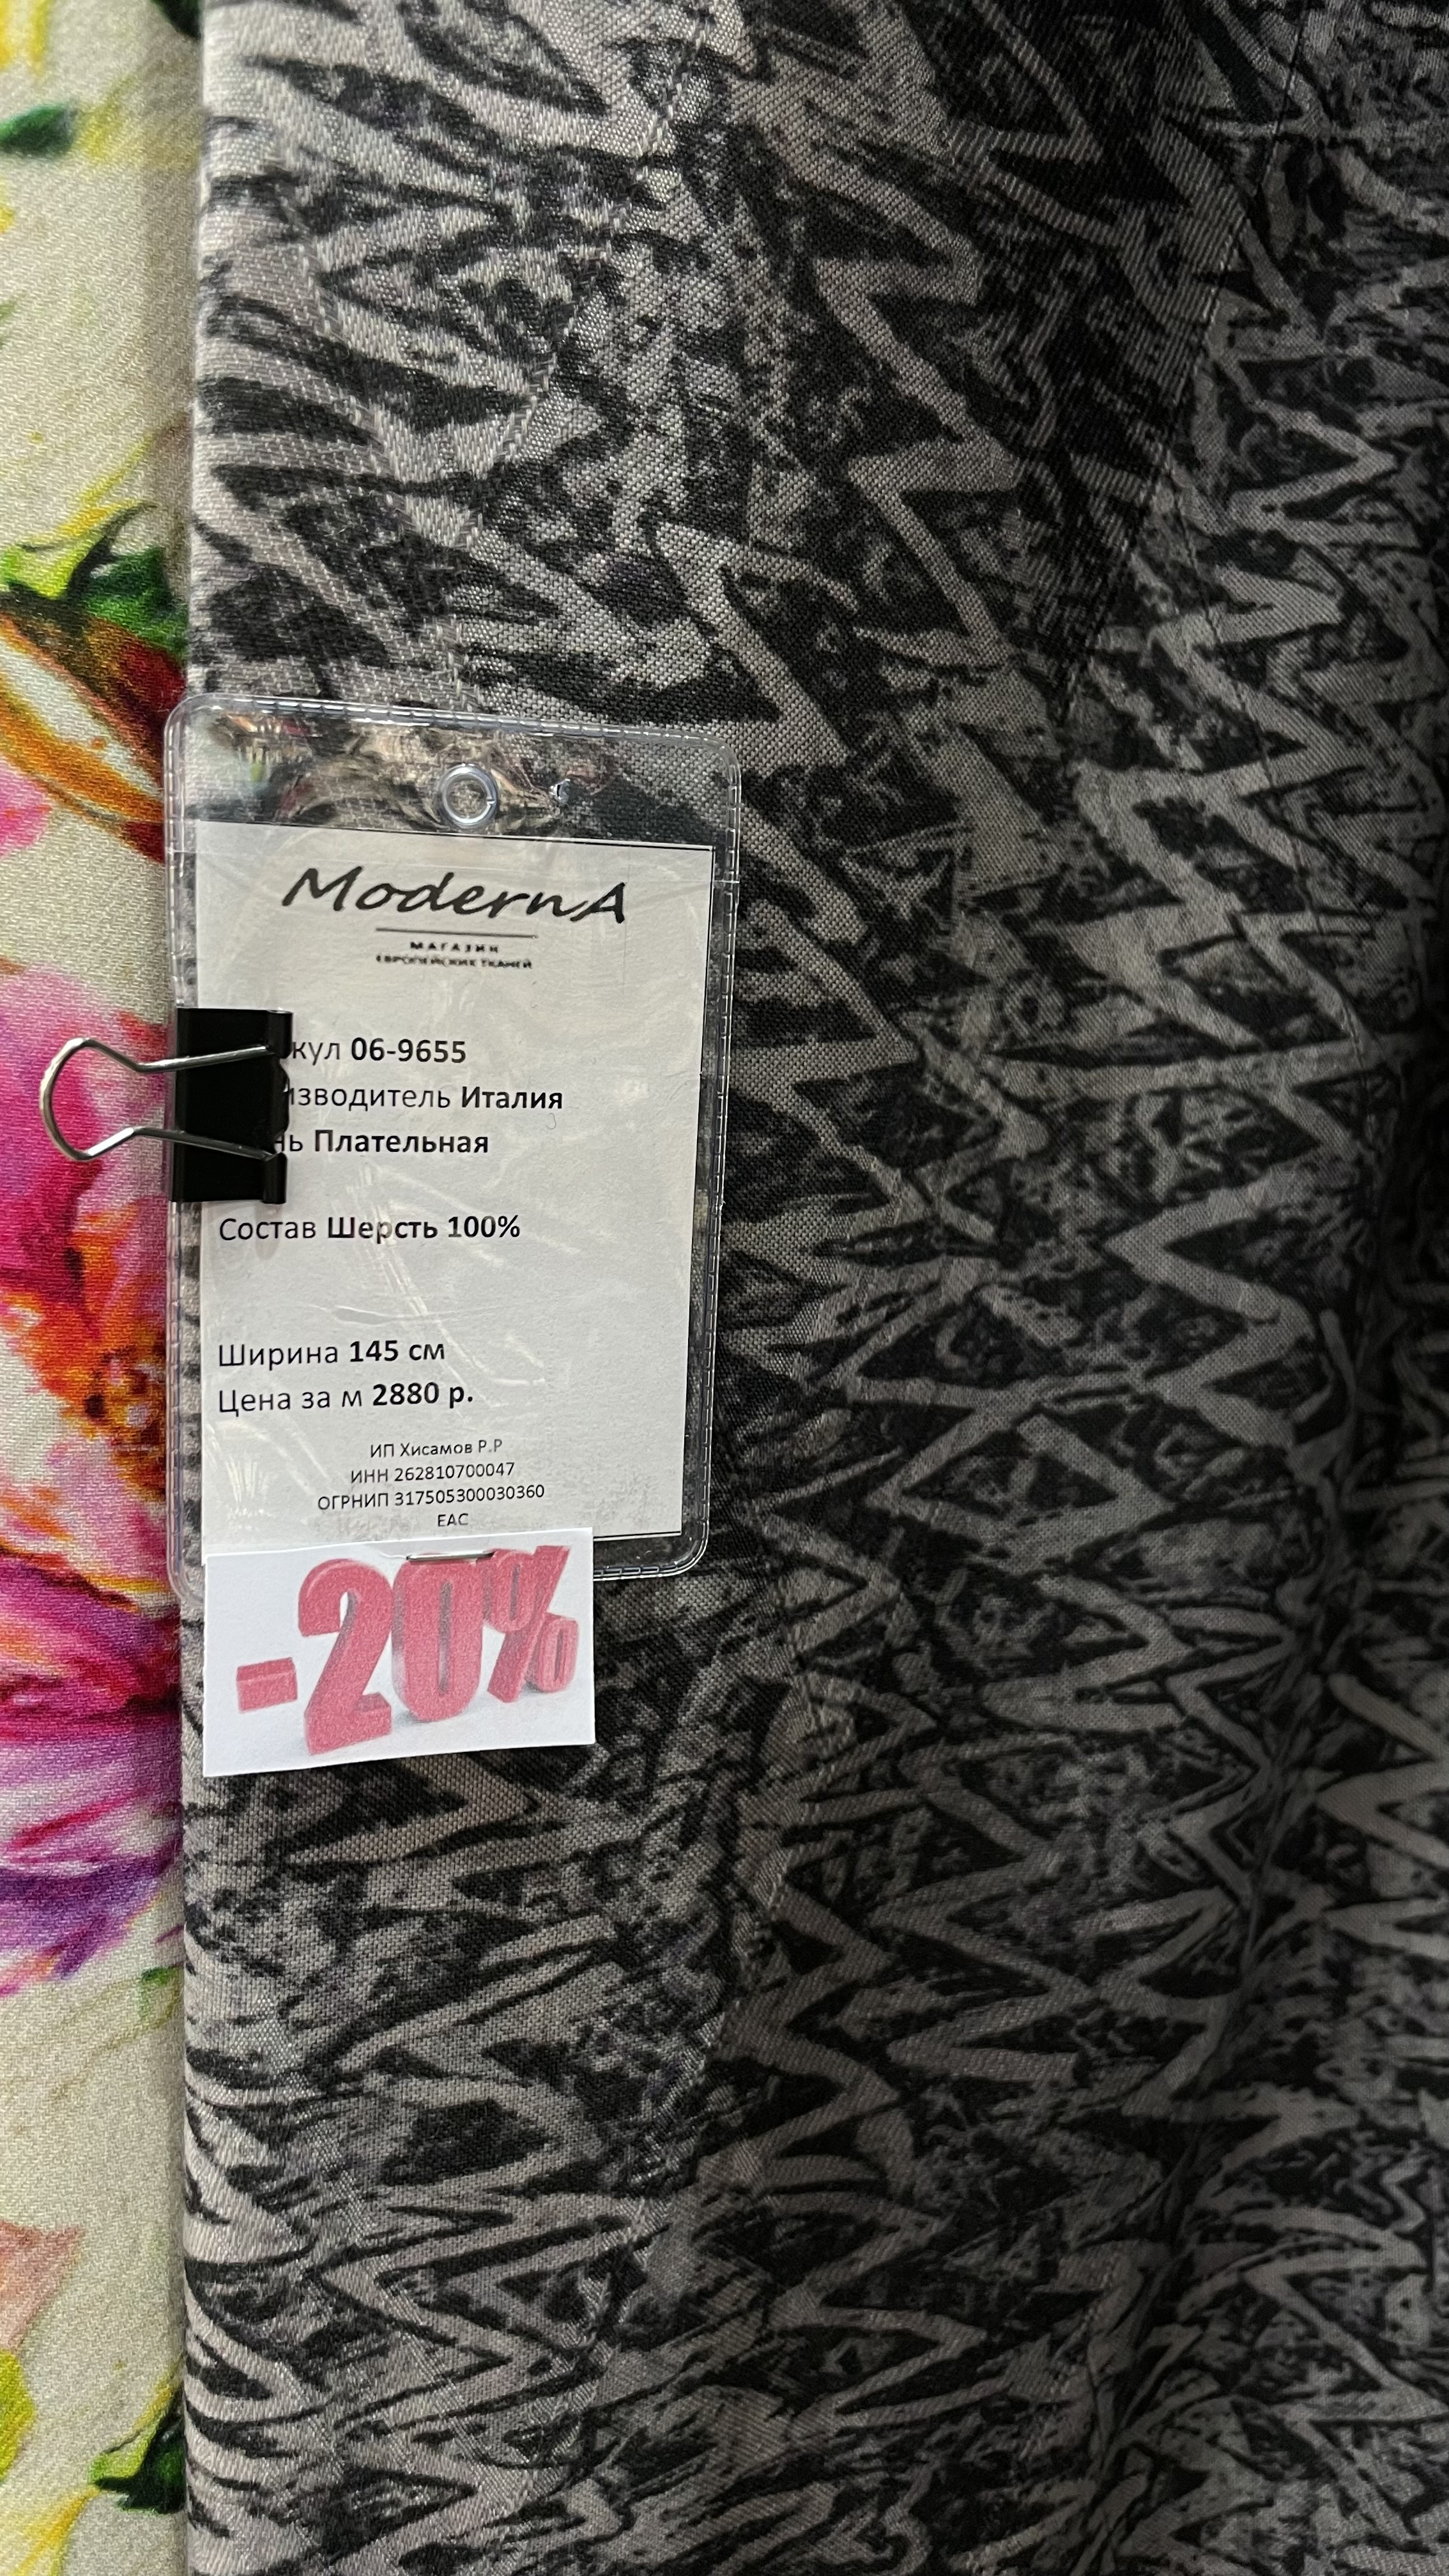 ModernA
МАГАЗИН
ЕВРОПЕЙСКИХ ТКАНЕЙ
кул 06-9655
изводитель Италия
нь Плательная
Состав Шерсть 100%
Ширина 145 см
Цена за м 2880 р.
ИП Хисамов Р.Р
ИНН 262810700047
ОГРНИП 317505300030360
ЕАС
-20%